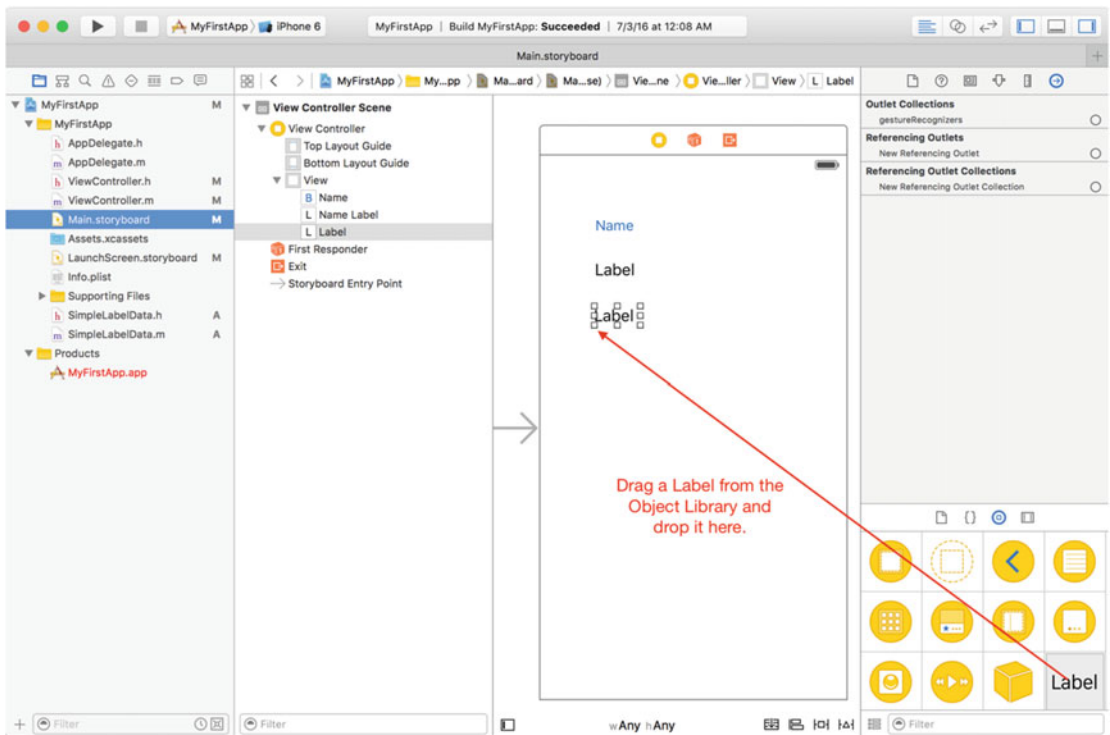 MyFirstApp
iPhone 6
MyFirstApp | Build MyFirstApp: Succeeded | 7/3/16 at 12:08 AM
Main.storyboard
+
MyFirstApp M
MyFirstApp
h AppDelegate.h
m AppDelegate.m
h ViewController.h M
m ViewController.m M
Main.storyboard M
Assets.xcassets
LaunchScreen.storyboard M
Info.plist
Supporting Files
h SimpleLabelData.h A
m SimpleLabelData.m A
Products
MyFirstApp.app
+ Filter
MyFirstApp My...pp Ma...ard Ma...se) Vie...ne Vie...ller View L Label
View Controller Scene
View Controller
Top Layout Guide
Bottom Layout Guide
View
B Name
L Name Label
L Label
First Responder
Exit
Storyboard Entry Point
Filter
Name
Label
Label
Drag a Label from the
Object Library and
drop it here.
wAny hAny
Outlet Collections
gestureRecognizers
Referencing Outlets
New Referencing Outlet
Referencing Outlet Collections
New Referencing Outlet Collection
{}
Label
Filter